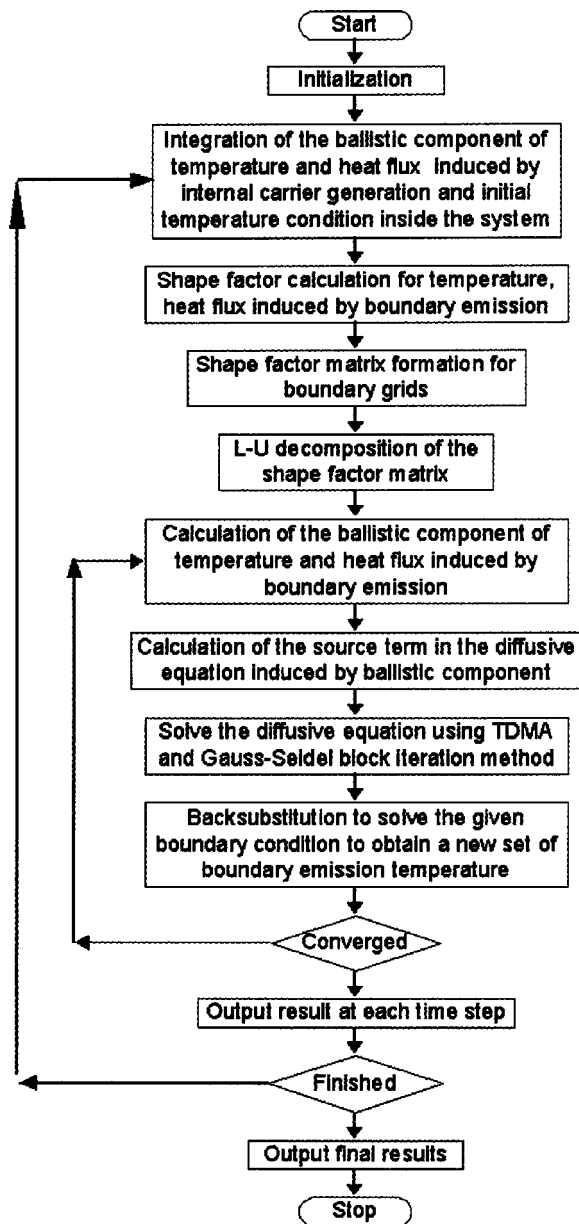 Start
Initialization
Integration of the ballistic component of
temperature and heat flux induced by
internal carrier generation and initial
temperature condition inside the system
Shape factor calculation for temperature,
heat flux induced by boundary emission
Shape factor matrix formation for
boundary grids
L-U decomposition of the
shape factor matrix
Calculation of the ballistic component of
temperature and heat flux induced by
boundary emission
Calculation of the source term in the diffusive
equation induced by ballistic component
Solve the diffusive equation using TDMA
and Gauss-Seidel block iteration method
Backsubstitution to solve the given
boundary condition to obtain a new set of
boundary emission temperature
Converged
Output result at each time step
Finished
Output final results
Stop